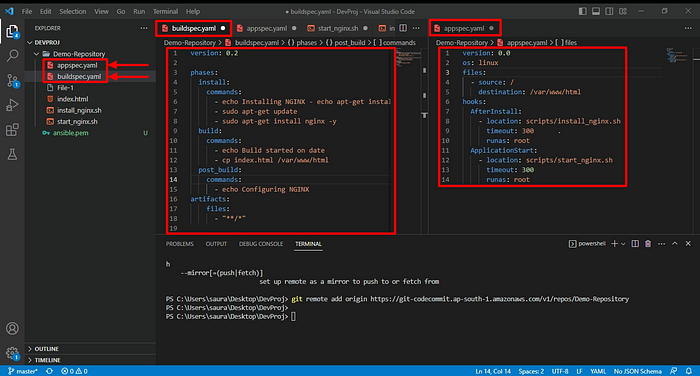 File Edit Selection View Go Run Terminal Help
buildspec.yaml - DevProj - Visual Studio Code
EXPLORER
DEVPROJ
Demo-Repository
appspec.yaml
buildspec.yaml
File-1
index.html
install_nginx.sh
start_nginx.sh
ansible.pem U
OUTLINE
TIMELINE
buildspec.yaml
appspec.yaml
start_nginx.sh
in
Demo-Repository > buildspec.yaml > {} phases > {} post_build > [ ] commands
1 version: 0.2
2
3 phases:
4 install:
5 commands:
6 - echo Installing NGINX - echo apt-get instal
7 - sudo apt-get update
8 - sudo apt-get install nginx -y
9 build:
10 commands:
11 - echo Build started on date
12 - cp index.html /var/www/html
13 post_build:
14 commands:
15 - echo Configuring NGINX
16 artifacts:
17 files:
18 - "**/*"
19
appspec.yaml
Demo-Repository > appspec.yaml > [ ] files
1 version: 0.0
2 os: linux
3 files:
4 - source: /
5 destination: /var/www/html
6 hooks:
7 AfterInstall:
8 - location: scripts/install_nginx.sh
9 timeout: 300
10 runas: root
11 ApplicationStart:
12 - location: scripts/start_nginx.sh
13 timeout: 300
14 runas: root
PROBLEMS OUTPUT DEBUG CONSOLE TERMINAL
powershell
h
--mirror[=(push|fetch)]
set up remote as a mirror to push to or fetch from
PS C:\Users\saura\Desktop\DevProj> git remote add origin https://git-codecommit.ap-south-1.amazonaws.com/v1/repos/Demo-Repository
PS C:\Users\saura\Desktop\DevProj>
PS C:\Users\saura\Desktop\DevProj>
master* 0 0 Ln 14, Col 14 Spaces: 2 UTF-8 LF YAML No JSON Schema